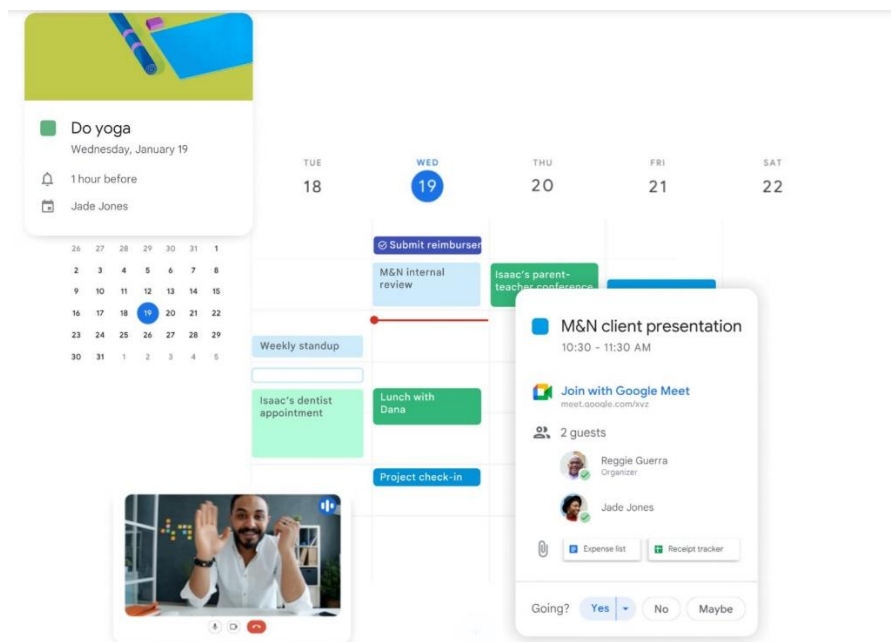 Do yoga
Wednesday, January 19
1 hour before
Jade Jones
26 27 28 29 30 31 1
2 3 4 5 6 7 8
9 10 11 12 13 14 15
16 17 18 19 20 21 22
23 24 25 26 27 28 29
30 31 1 2 3 4 5
TUE WED THU FRI SAT
18 19 20 21 22
Submit reimburser
M&N internal
review
Isaac's parent-
teacher conference
Weekly standup
Isaac's dentist
appointment
Lunch with
Dana
Project check-in
M&N client presentation
10:30 - 11:30 AM
Join with Google Meet
meet.google.com/xyz
2 guests
Reggie Guerra
Organizer
Jade Jones
Expense list Receipt tracker
Going? Yes No Maybe